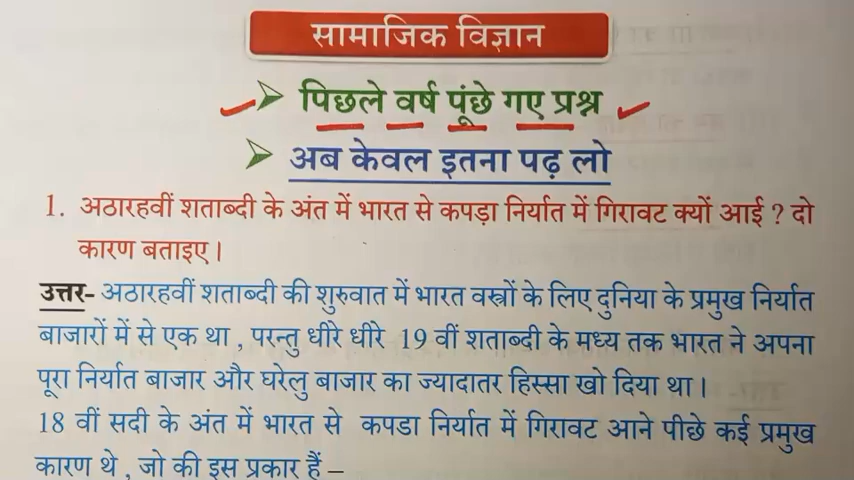 सामाजिक विज्ञान
पिछले वर्ष पूंछे गए प्रश्न
अब केवल इतना पढ़ लो
1. अठारहवीं शताब्दी के अंत में भारत से कपड़ा निर्यात में गिरावट क्यों आई ? दो
कारण बताइए।
उत्तर- अठारहवीं शताब्दी की शुरुवात में भारत वस्त्रों के लिए दुनिया के प्रमुख निर्यात
बाजारों में से एक था , परन्तु धीरे धीरे 19 वीं शताब्दी के मध्य तक भारत ने अपना
पूरा निर्यात बाजार और घरेलु बाजार का ज्यादातर हिस्सा खो दिया था।
18 वीं सदी के अंत में भारत से कपडा निर्यात में गिरावट आने पीछे कई प्रमुख
कारण थे , जो की इस प्रकार हैं –